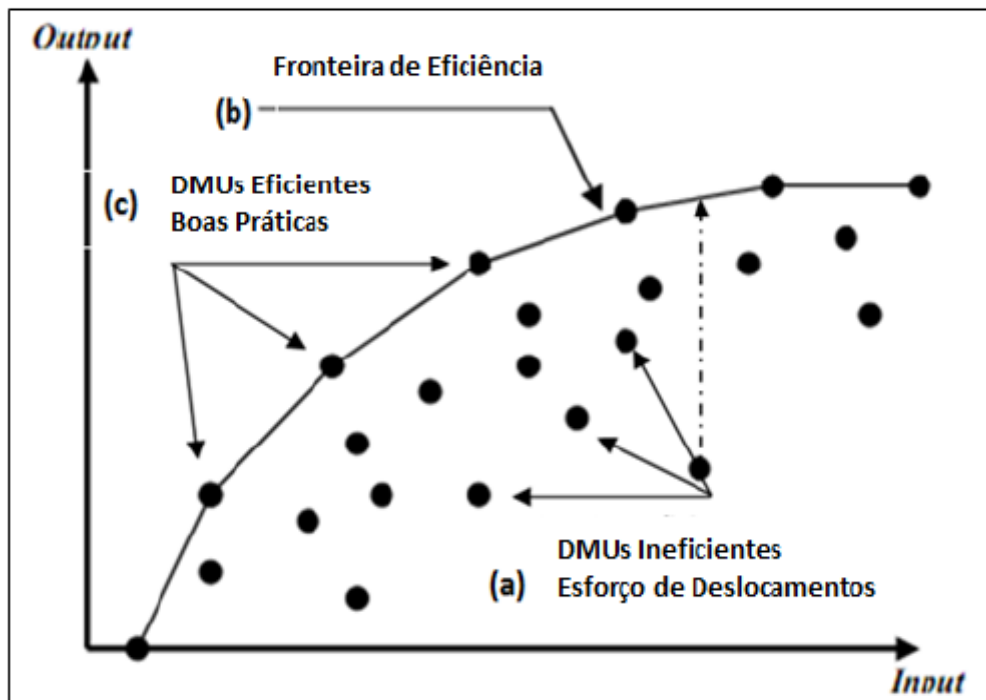 Output
Fronteira de Eficiência
(b)
DMUs Eficientes
(c)
Boas Práticas
DMUs Ineficientes
(a)
Esforço de Deslocamentos
Input